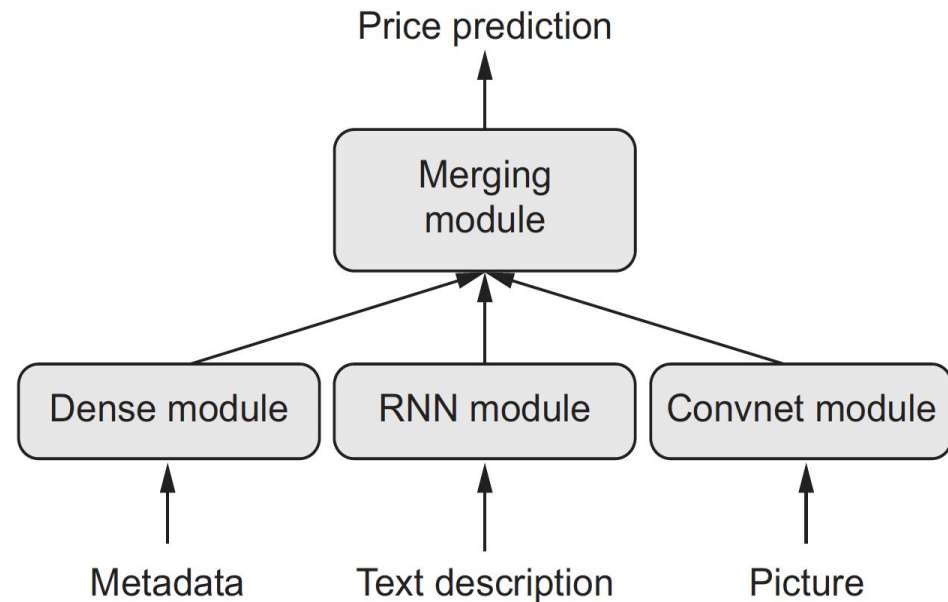 Price prediction
Merging
module
Dense module
RNN module
Convnet module
Metadata
Text description
Picture